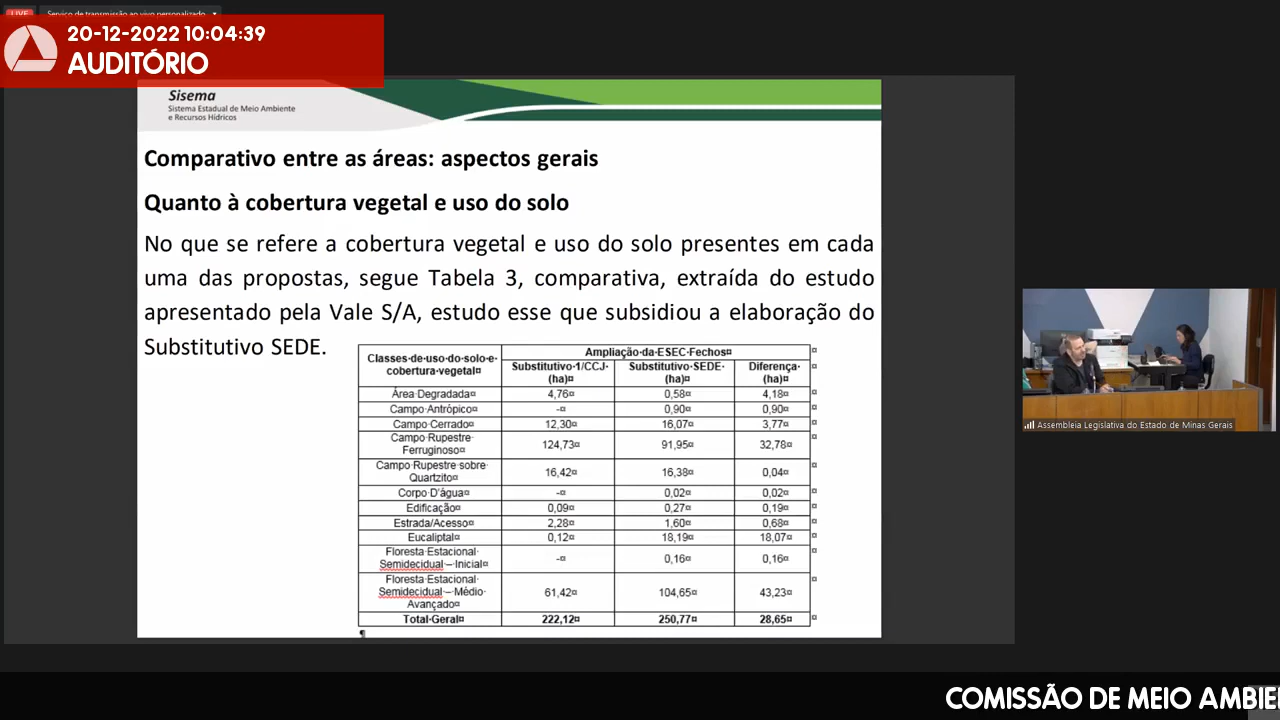 LIVE
Serviço de transmissão ao vivo personalizado
20-12-2022 10:04:39
AUDITÓRIO
Sisema
Sistema Estadual de Meio Ambiente
e Recursos Hídricos
Comparativo entre as áreas: aspectos gerais
Quanto à cobertura vegetal e uso do solo
No que se refere a cobertura vegetal e uso do solo presentes em cada
uma das propostas, segue Tabela 3, comparativa, extraída do estudo
apresentado pela Vale S/A, estudo esse que subsidiou a elaboração do
Substitutivo SEDE.
Classes·de·uso·do·solo·e·
cobertura·vegetal¤
Ampliação·da·ESEC·Fechos¤ ¤
Substitutivo·1/CCJ·
(ha)¤
Substitutivo·SEDE·
(ha)¤
Diferença·
(ha)¤ ¤
Área·Degradada¤ 4,76¤ 0,58¤ 4,18¤ ¤
Campo·Antrópico¤ -¤ 0,90¤ 0,90¤ ¤
Campo·Cerrado¤ 12,30¤ 16,07¤ 3,77¤ ¤
Campo·Rupestre·
Ferruginoso¤ 124,73¤ 91,95¤ 32,78¤ ¤
Campo·Rupestre·sobre·
Quartzito¤ 16,42¤ 16,38¤ 0,04¤ ¤
Corpo·D'água¤ -¤ 0,02¤ 0,02¤ ¤
Edificação¤ 0,09¤ 0,27¤ 0,19¤ ¤
Estrada/Acesso¤ 2,28¤ 1,60¤ 0,68¤ ¤
Eucaliptal¤ 0,12¤ 18,19¤ 18,07¤ ¤
Floresta·Estacional·
Semidecidual·–·Inicial¤ -¤ 0,16¤ 0,16¤ ¤
Floresta·Estacional·
Semidecidual·–·Médio·
Avançado¤ 61,42¤ 104,65¤ 43,23¤ ¤
Total·Geral¤ 222,12¤ 250,77¤ 28,65¤ ¤
¶
Assembleia Legislativa do Estado de Minas Gerais
COMISSÃO DE MEIO AMBIE